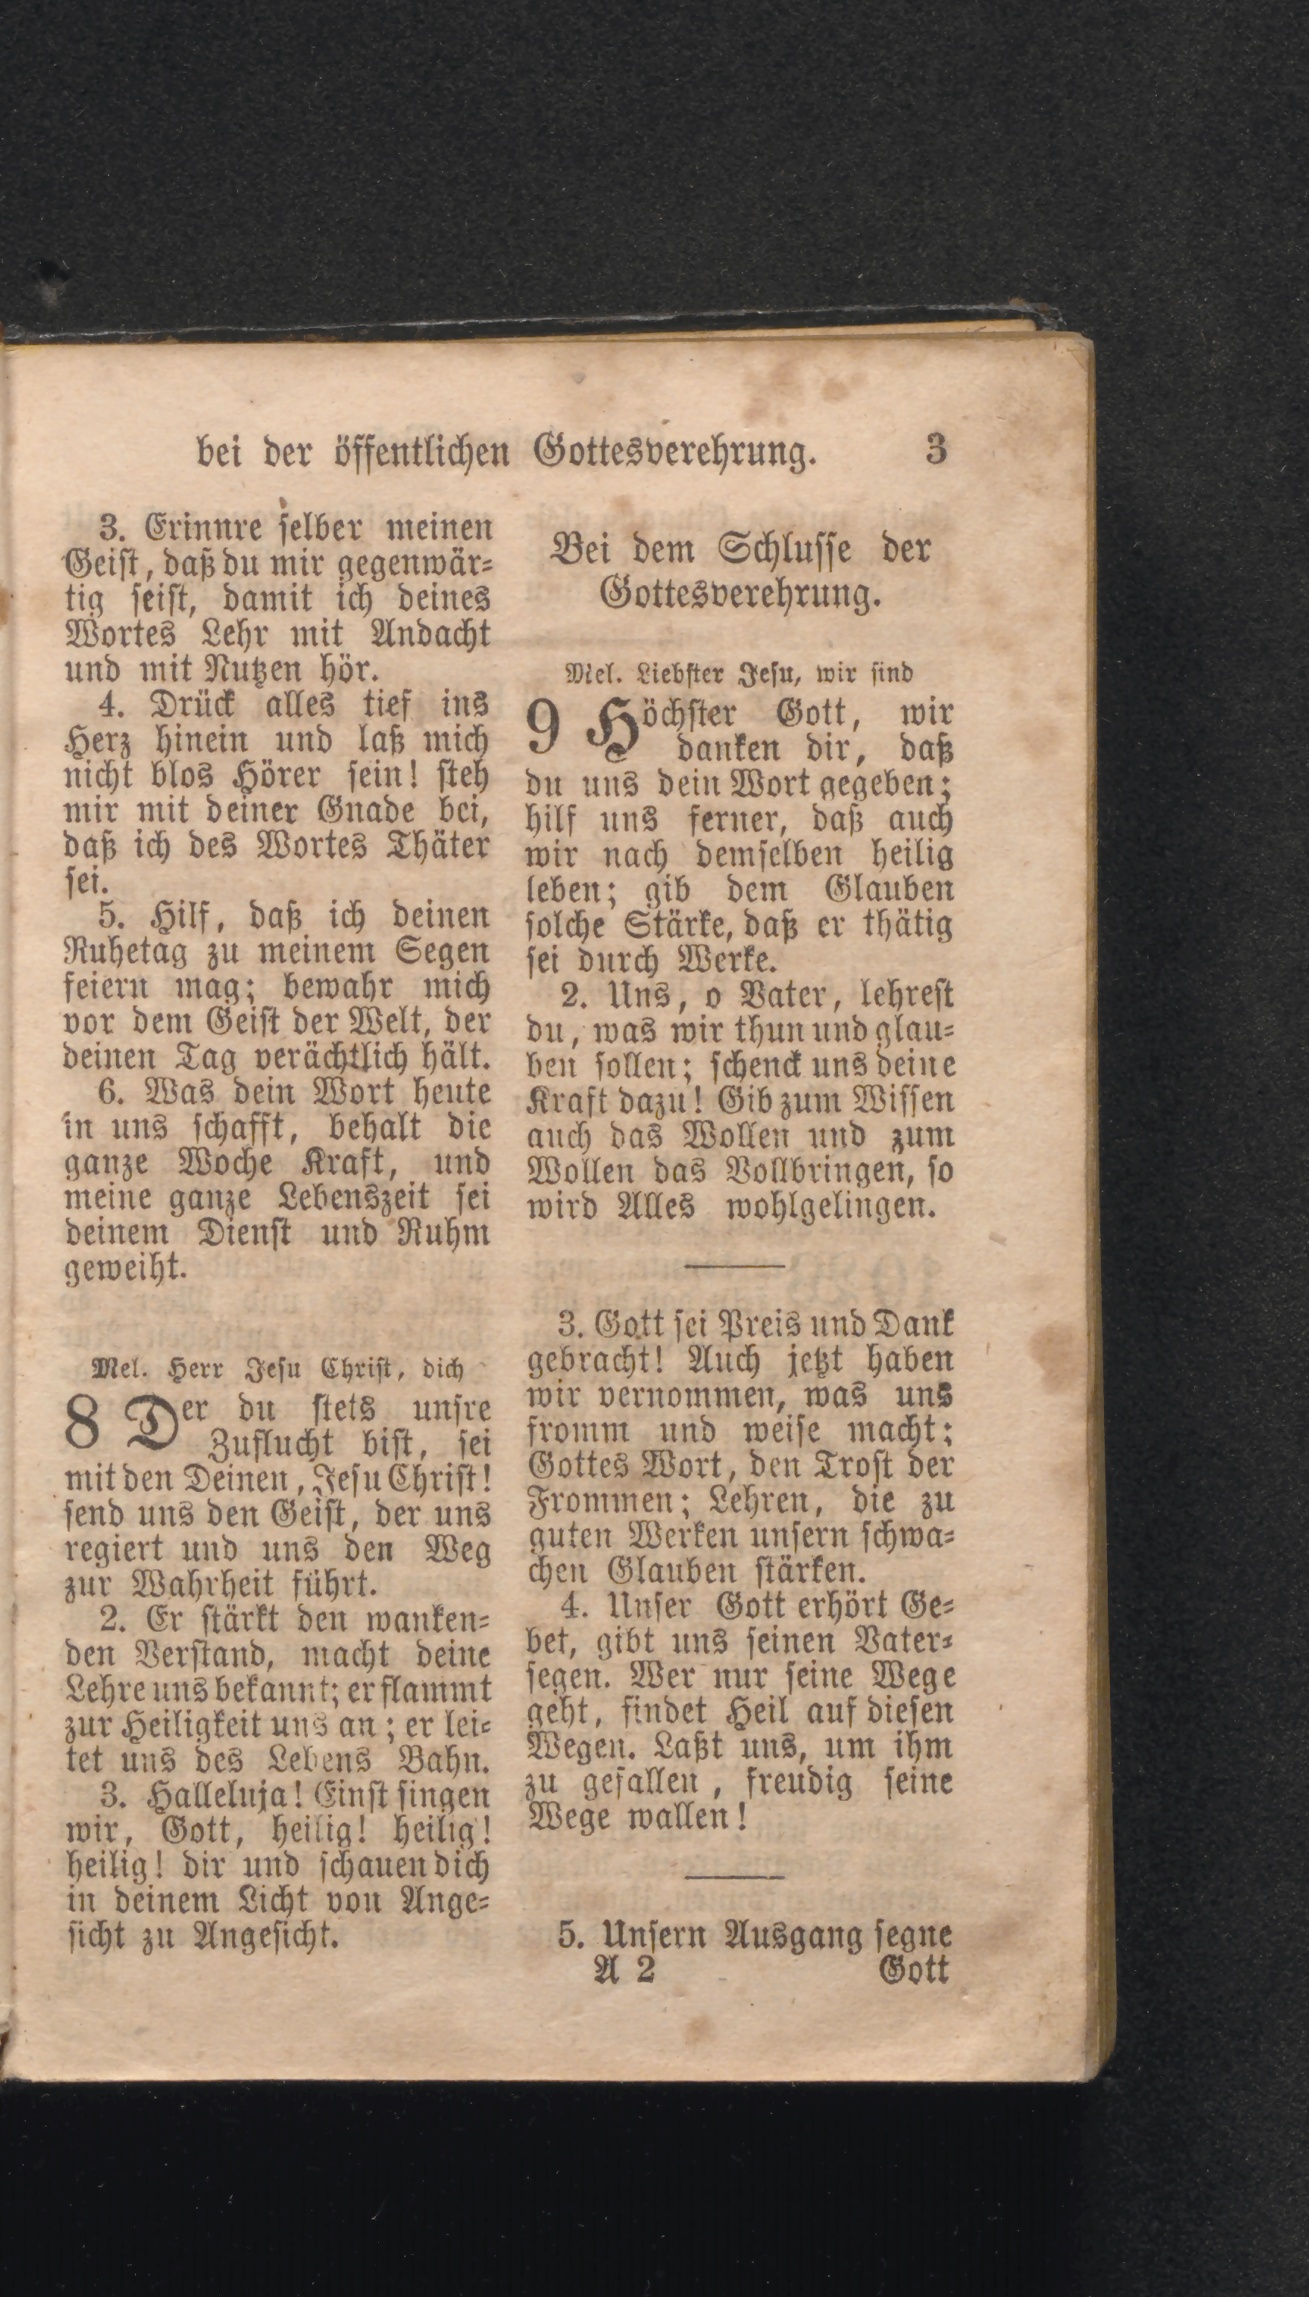 bei der öffentlichen Gottesverehrung. 3
3. Erinnre selber meinen
Geist, daß du mir gegenwär-
tig seist, damit ich deines
Wortes Lehr mit Andacht
und mit Nutzen hör.
4. Drück alles tief ins
Herz hinein und laß mich
nicht blos Hörer sein! steh
mir mit deiner Gnade bei,
daß ich des Wortes Thäter
sei.
5. Hilf, daß ich deinen
Ruhetag zu meinem Segen
feiern mag; bewahr mich
vor dem Geist der Welt, der
deinen Tag verächtlich hält.
6. Was dein Wort heute
in uns schafft, behalt die
ganze Woche Kraft, und
meine ganze Lebenszeit sei
deinem Dienst und Ruhm
geweiht.
Mel. Herr Jesu Christ, dich
8 Der du stets unsre
Zuflucht bist, sei
mit den Deinen, Jesu Christ!
send uns den Geist, der uns
regiert und uns den Weg
zur Wahrheit führt.
2. Er stärkt den wanken-
den Verstand, macht deine
Lehre uns bekannt; er flammt
zur Heiligkeit uns an; er lei-
tet uns des Lebens Bahn.
3. Halleluja! Einst singen
wir, Gott, heilig! heilig!
heilig! dir und schauen dich
in deinem Licht von Ange-
sicht zu Angesicht.
Bei dem Schlusse der
Gottesverehrung.
Mel. Liebster Jesu, wir sind
9 Höchster Gott, wir
danken dir, daß
du uns dein Wort gegeben;
hilf uns ferner, daß auch
wir nach demselben heilig
leben; gib dem Glauben
solche Stärke, daß er thätig
sei durch Werke.
2. Uns, o Vater, lehrest
du, was wir thun und glau-
ben sollen; schenck uns deine
Kraft dazu! Gib zum Wissen
auch das Wollen und zum
Wollen das Vollbringen, so
wird Alles wohlgelingen.
3. Gott sei Preis und Dank
gebracht! Auch jetzt haben
wir vernommen, was uns
fromm und weise macht;
Gottes Wort, den Trost der
Frommen; Lehren, die zu
guten Werken unsern schwa-
chen Glauben stärken.
4. Unser Gott erhört Ge-
bet, gibt uns seinen Vater-
segen. Wer nur seine Wege
geht, findet Heil auf diesen
Wegen. Laßt uns, um ihm
zu gefallen, freudig seine
Wege wallen!
5. Unsern Ausgang segne
A 2 Gott